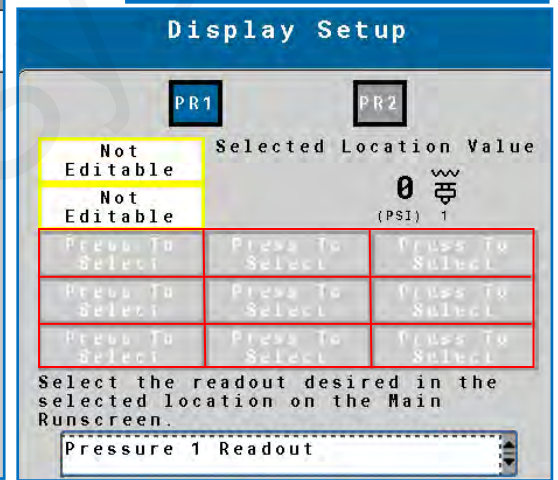 Display Setup
PR1 PR2
Not Editable
Selected Location Value
Not Editable
0
(PSI) 1
Press To Select Press To Select Press To Select
Press To Select Press To Select Press To Select
Press To Select Press To Select Press To Select
Select the readout desired in the
selected location on the Main
Runscreen.
Pressure 1 Readout